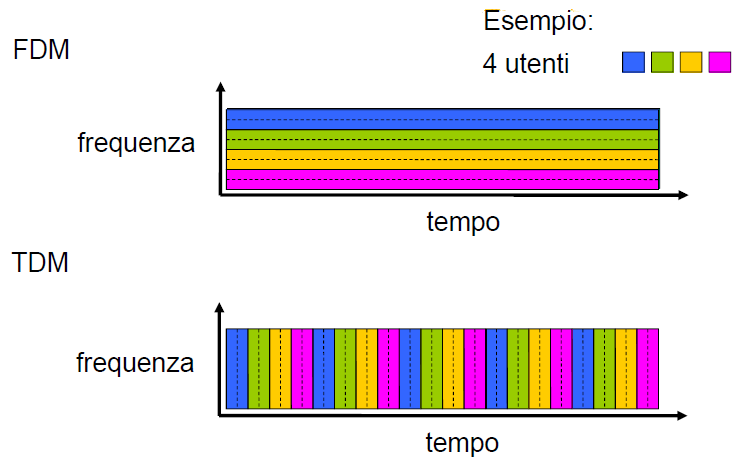 Esempio:
FDM
4 utenti
frequenza
tempo
TDM
frequenza
tempo